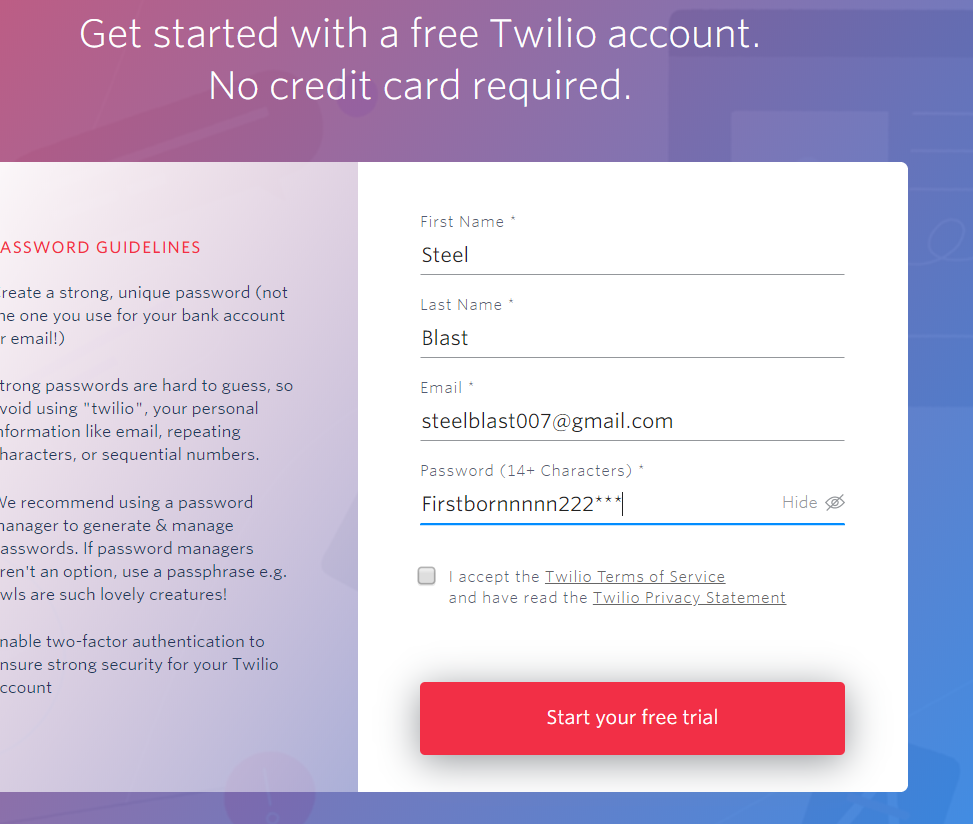 Get started with a free Twilio account.
No credit card required.
ASSWORD GUIDELINES
reate a strong, unique password (not
he one you use for your bank account
r email!)
trong passwords are hard to guess, so
void using "twilio", your personal
nformation like email, repeating
haracters, or sequential numbers.
We recommend using a password
manager to generate & manage
asswords. If password managers
ren't an option, use a passphrase e.g.
wls are such lovely creatures!
nable two-factor authentication to
nsure strong security for your Twilio
ccount
First Name *
Steel
Last Name *
Blast
Email *
steelblast007@gmail.com
Password (14+ Characters) *
Firstbornnnnn222*** Hide
I accept the Twilio Terms of Service
and have read the Twilio Privacy Statement
Start your free trial